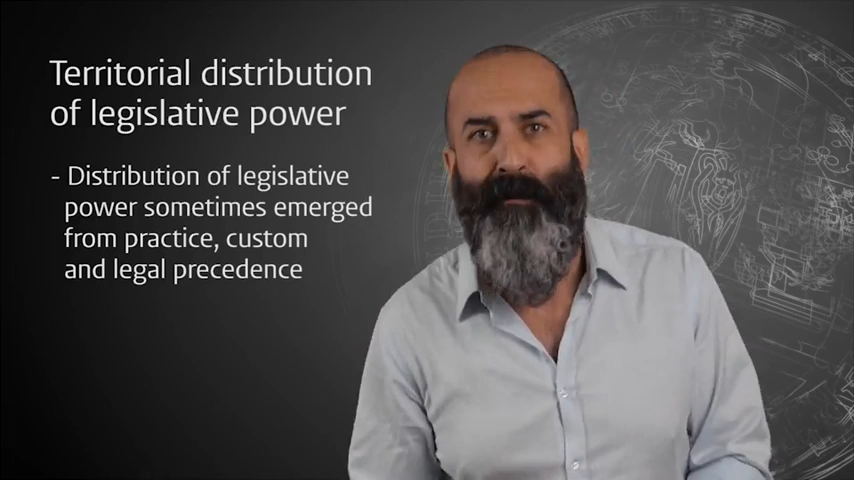 Territorial distribution
of legislative power
- Distribution of legislative
power sometimes emerged
from practice, custom
and legal precedence